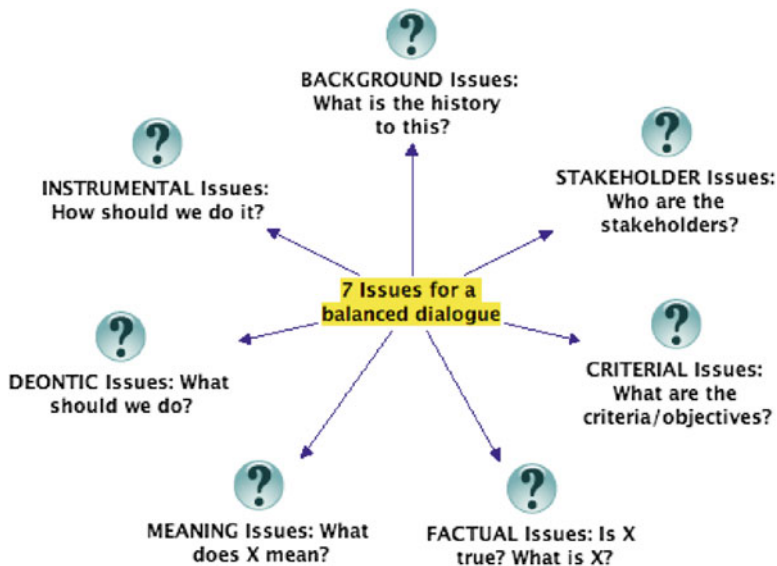 BACKGROUND Issues:
What is the history
to this?
INSTRUMENTAL Issues:
How should we do it?
STAKEHOLDER Issues:
Who are the
stakeholders?
7 Issues for a
balanced dialogue
DEONTIC Issues: What
should we do?
CRITERIAL Issues:
What are the
criteria/objectives?
MEANING Issues: What
does X mean?
FACTUAL Issues: Is X
true? What is X?